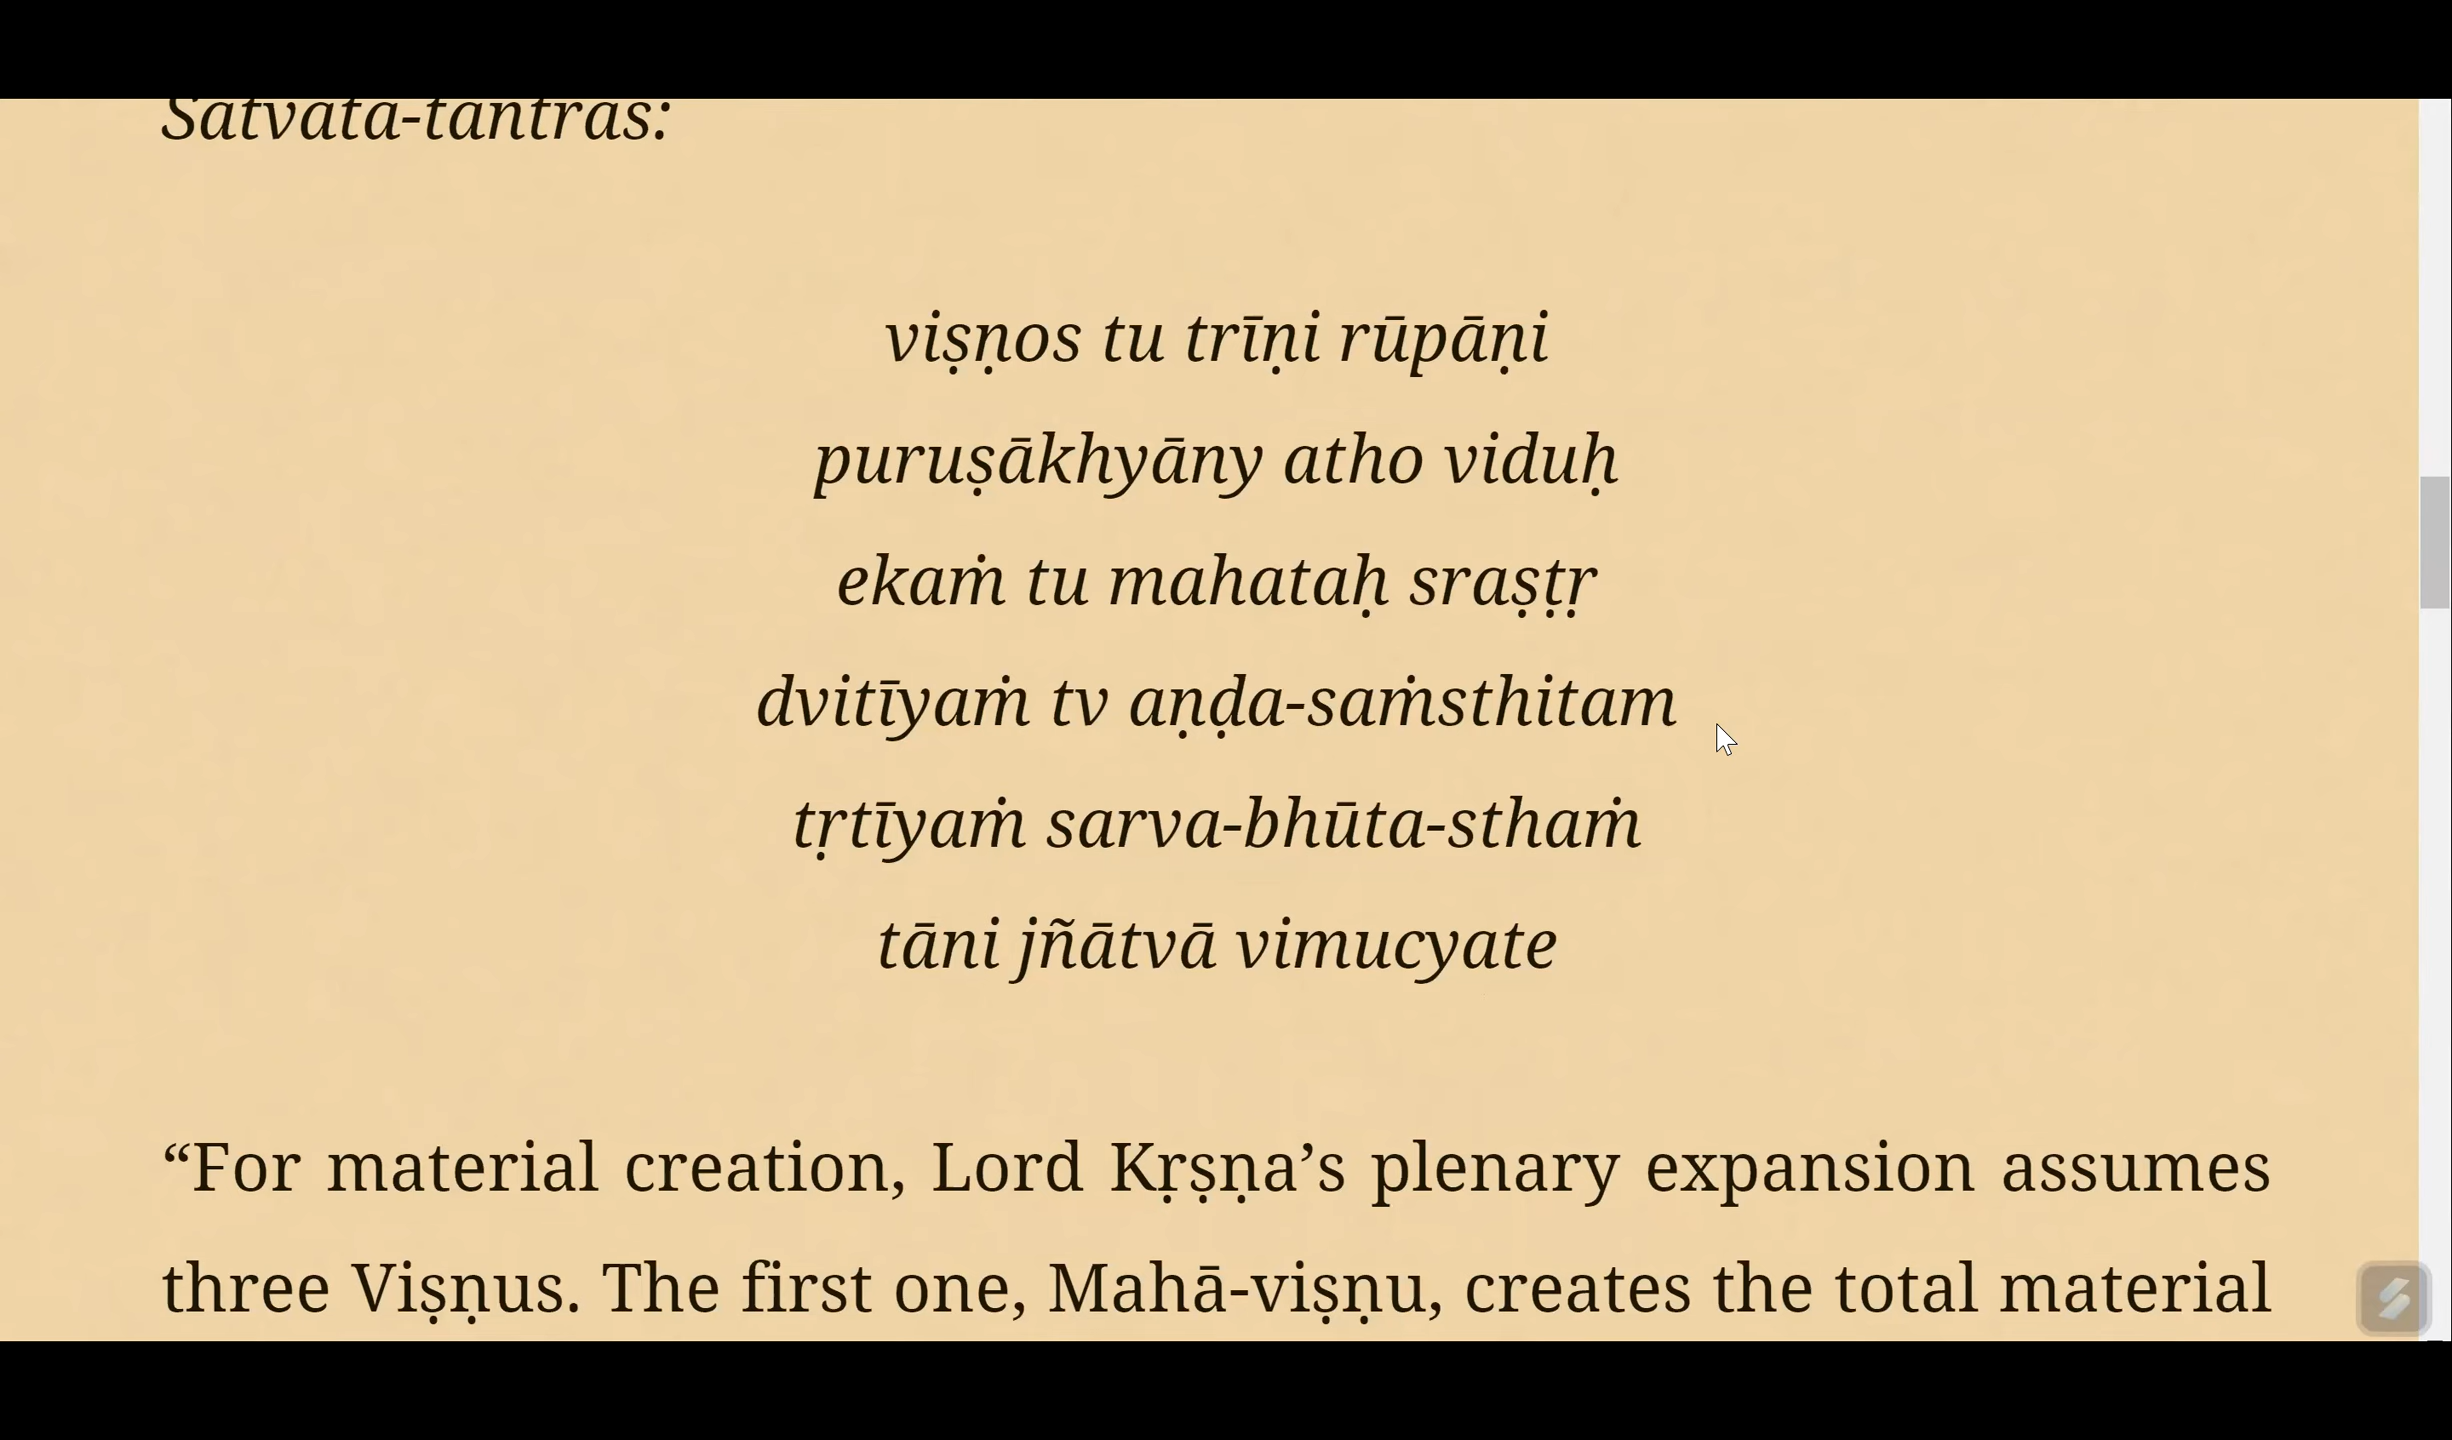 Sātvata-tantras:
viṣṇos tu trīṇi rūpāṇi
puruṣākhyāny atho viduḥ
ekaṁ tu mahataḥ sraṣṭṛ
dvitīyaṁ tv aṇḍa-saṁsthitam
tṛtīyaṁ sarva-bhūta-sthaṁ
tāni jñātvā vimucyate
“For material creation, Lord Kṛṣṇa’s plenary expansion assumes
three Viṣṇus. The first one, Mahā-viṣṇu, creates the total material